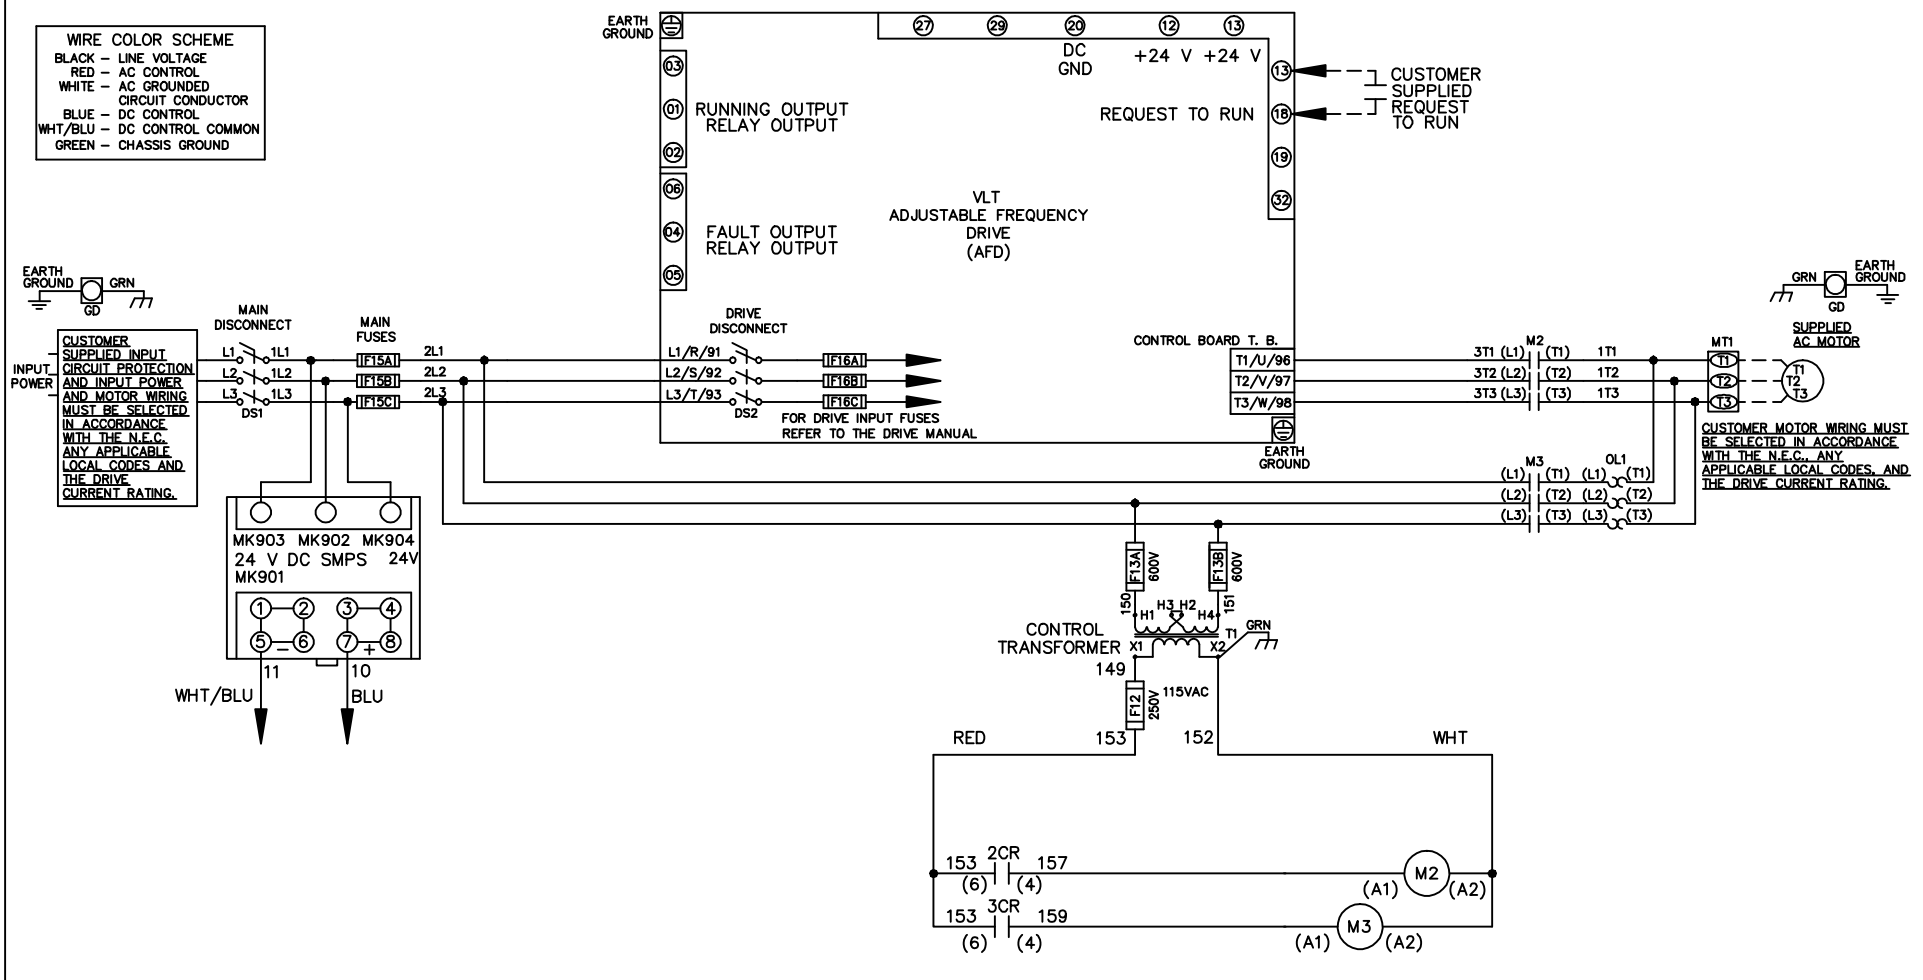 WIRE COLOR SCHEME
BLACK – LINE VOLTAGE
RED – AC CONTROL
WHITE – AC GROUNDED
CIRCUIT CONDUCTOR
BLUE – DC CONTROL
WHT/BLU – DC CONTROL COMMON
GREEN – CHASSIS GROUND
EARTH
GROUND
27 29 20 12 13
DC
GND
+24 V +24 V
03
01
02
RUNNING OUTPUT
RELAY OUTPUT
06
04
05
FAULT OUTPUT
RELAY OUTPUT
13
18
19
32
REQUEST TO RUN
CUSTOMER
SUPPLIED
REQUEST
TO RUN
VLT
ADJUSTABLE FREQUENCY
DRIVE
(AFD)
EARTH
GROUND
GRN
GD
INPUT
POWER
CUSTOMER
SUPPLIED INPUT
CIRCUIT PROTECTION
AND INPUT POWER
AND MOTOR WIRING
MUST BE SELECTED
IN ACCORDANCE
WITH THE N.E.C.
ANY APPLICABLE
LOCAL CODES AND
THE DRIVE
CURRENT RATING.
MAIN
DISCONNECT
L1 1L1
L2 1L2
L3 1L3
DS1
MAIN
FUSES
F15A
F15B
F15C
2L1
2L2
2L3
DRIVE
DISCONNECT
L1/R/91
L2/S/92
L3/T/93
DS2
F16A
F16B
F16C
FOR DRIVE INPUT FUSES
REFER TO THE DRIVE MANUAL
CONTROL BOARD T. B.
T1/U/96
T2/V/97
T3/W/98
EARTH
GROUND
M2
3T1 (L1) (T1) 1T1
3T2 (L2) (T2) 1T2
3T3 (L3) (T3) 1T3
MT1
T1
T2
T3
GRN
GD
EARTH
GROUND
SUPPLIED
AC MOTOR
T1
T2
T3
CUSTOMER MOTOR WIRING MUST
BE SELECTED IN ACCORDANCE
WITH THE N.E.C., ANY
APPLICABLE LOCAL CODES, AND
THE DRIVE CURRENT RATING.
M3 OL1
(L1) (T1) (L1) (T1)
(L2) (T2) (L2) (T2)
(L3) (T3) (L3) (T3)
MK903 MK902 MK904
24 V DC SMPS 24V
MK901
1 2 3 4
5 – 6 7 + 8
11 10
WHT/BLU BLU
F13A 600V
F13B 600V
150 151
H1 H3 H2 H4
CONTROL
TRANSFORMER
T1
GRN
X1 X2
149
F12 250V
115VAC
153 152
RED WHT
153 2CR 157
(6) (4)
M2
(A1) (A2)
153 3CR 159
(6) (4)
M3
(A1) (A2)